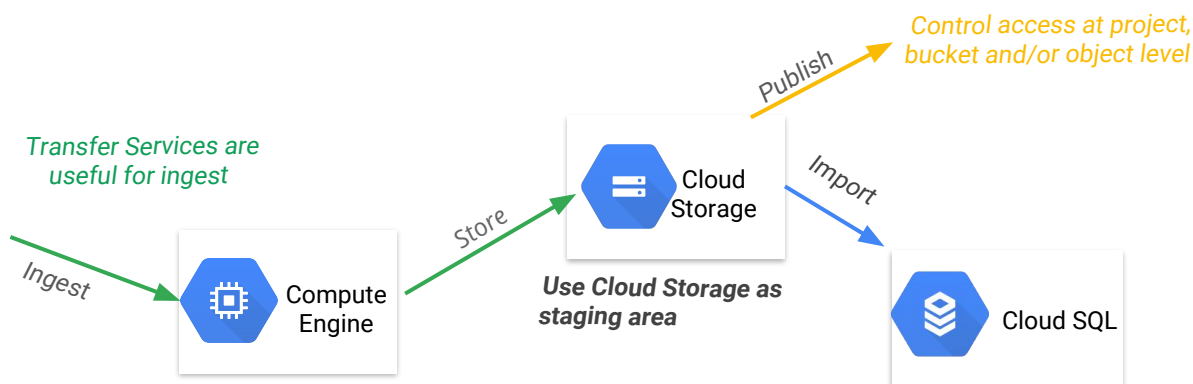 Control access at project,
bucket and/or object level
Publish
Transfer Services are
useful for ingest
Cloud
Storage
Import
Store
Ingest
Compute
Engine
Use Cloud Storage as
staging area
Cloud SQL